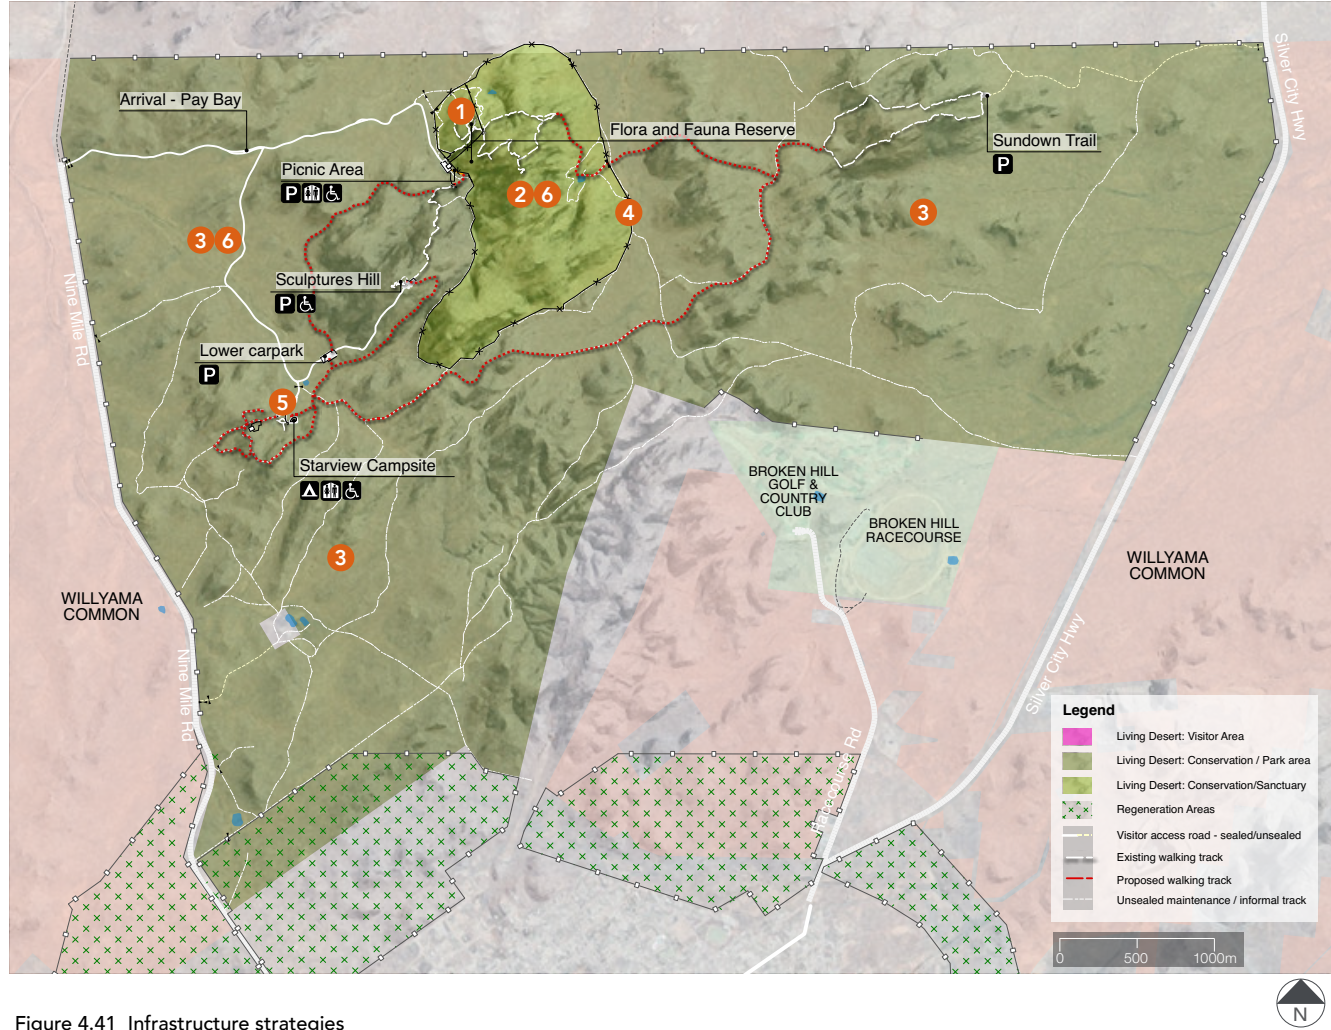 Silver City Hwy
Arrival - Pay Bay
1
Flora and Fauna Reserve
Sundown Trail
P
Picnic Area
P
2 6
4
3
3 6
Sculptures Hill
P
Nine Mile Rd
Lower carpark
P
5
Starview Campsite
BROKEN HILL
GOLF &
COUNTRY
CLUB
BROKEN HILL
RACECOURSE
3
WILLYAMA
COMMON
WILLYAMA
COMMON
Nine Mile Rd
Silver City Hwy
Racecourse Rd
Legend
Living Desert: Visitor Area
Living Desert: Conservation / Park area
Living Desert: Conservation/Sanctuary
Regeneration Areas
Visitor access road - sealed/unsealed
Existing walking track
Proposed walking track
Unsealed maintenance / informal track
0 500 1000m
N
Figure 4.41 Infrastructure strategies